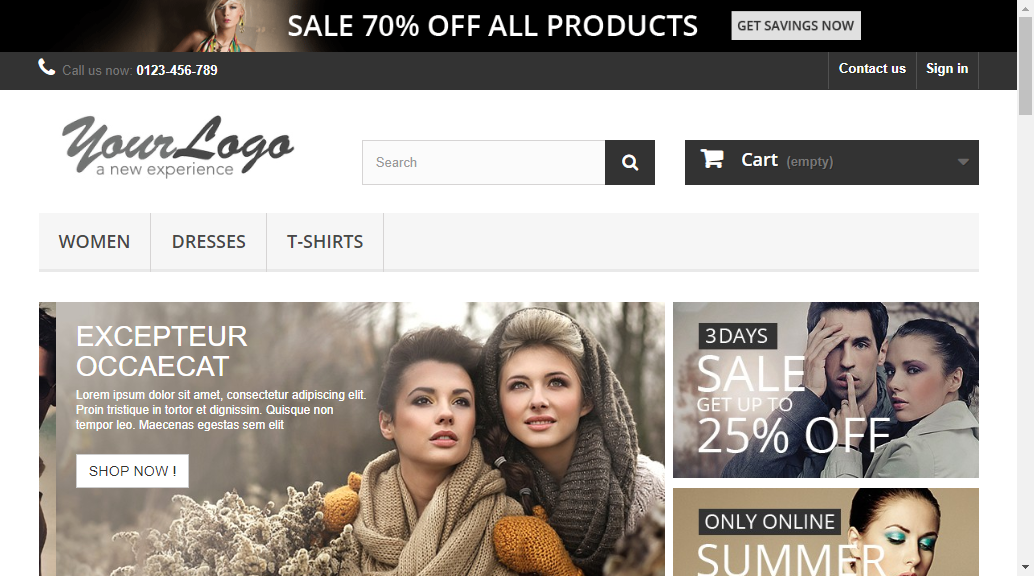 SALE 70% OFF ALL PRODUCTS
GET SAVINGS NOW
Call us now: 0123-456-789
Contact us
Sign in
YourLogo
a new experience
Search
Cart (empty)
WOMEN
DRESSES
T-SHIRTS
EXCEPTEUR
OCCAECAT
Lorem ipsum dolor sit amet, consectetur adipiscing elit.
Proin tristique in tortor et dignissim. Quisque non
tempor leo. Maecenas egestas sem elit
SHOP NOW !
3 DAYS
SALE
GET UP TO
25% OFF
ONLY ONLINE
SUMMER